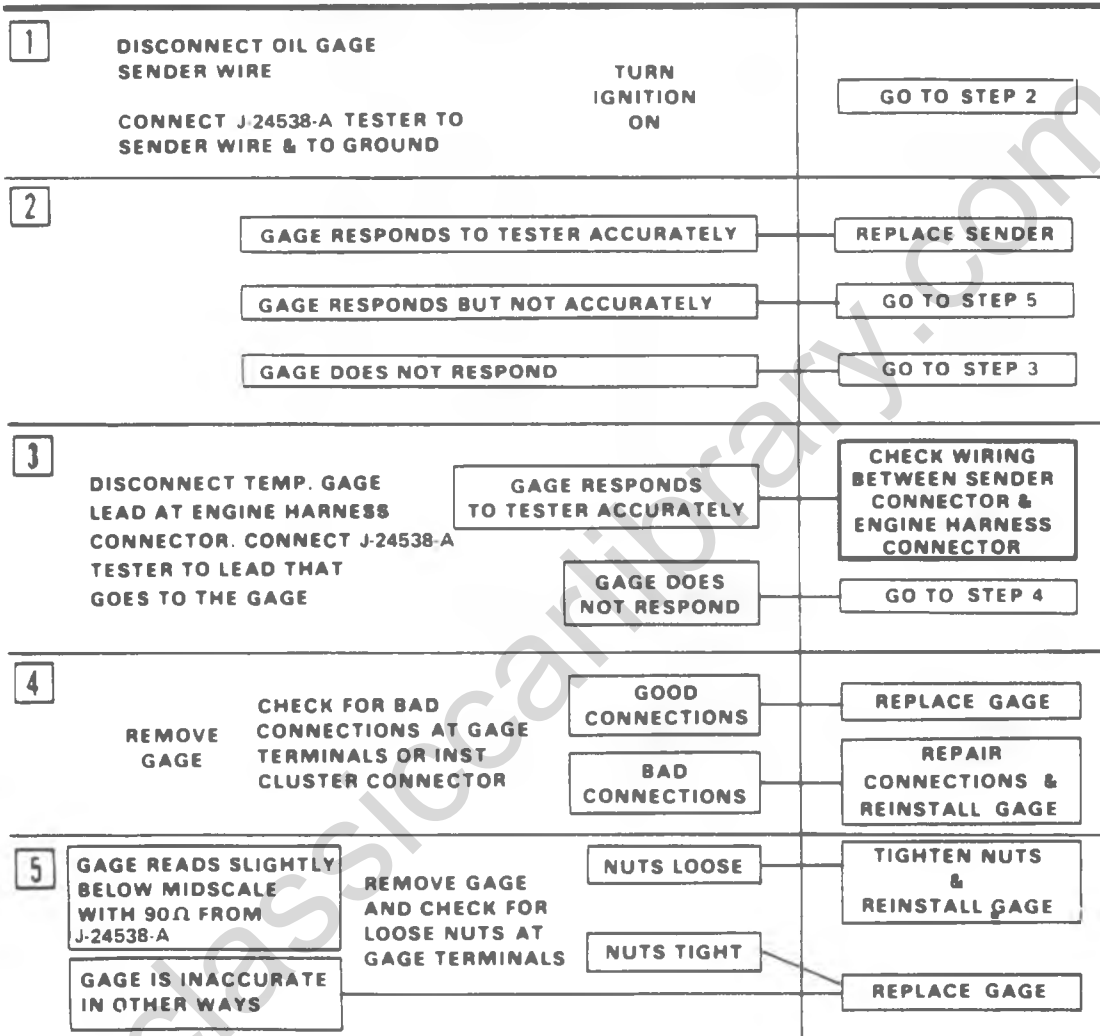 1
DISCONNECT OIL GAGE
SENDER WIRE
CONNECT J-24538-A TESTER TO
SENDER WIRE & TO GROUND
TURN
IGNITION
ON
GO TO STEP 2
2
GAGE RESPONDS TO TESTER ACCURATELY
REPLACE SENDER
GAGE RESPONDS BUT NOT ACCURATELY
GO TO STEP 5
GAGE DOES NOT RESPOND
GO TO STEP 3
3
DISCONNECT TEMP. GAGE
LEAD AT ENGINE HARNESS
CONNECTOR. CONNECT J-24538-A
TESTER TO LEAD THAT
GOES TO THE GAGE
GAGE RESPONDS
TO TESTER ACCURATELY
CHECK WIRING
BETWEEN SENDER
CONNECTOR &
ENGINE HARNESS
CONNECTOR
GAGE DOES
NOT RESPOND
GO TO STEP 4
4
REMOVE
GAGE
CHECK FOR BAD
CONNECTIONS AT GAGE
TERMINALS OR INST
CLUSTER CONNECTOR
GOOD
CONNECTIONS
REPLACE GAGE
BAD
CONNECTIONS
REPAIR
CONNECTIONS &
REINSTALL GAGE
5
GAGE READS SLIGHTLY
BELOW MIDSCALE
WITH 90Ω FROM
J-24538-A
REMOVE GAGE
AND CHECK FOR
LOOSE NUTS AT
GAGE TERMINALS
NUTS LOOSE
TIGHTEN NUTS
&
REINSTALL GAGE
NUTS TIGHT
GAGE IS INACCURATE
IN OTHER WAYS
REPLACE GAGE
classiccarlibrary.com